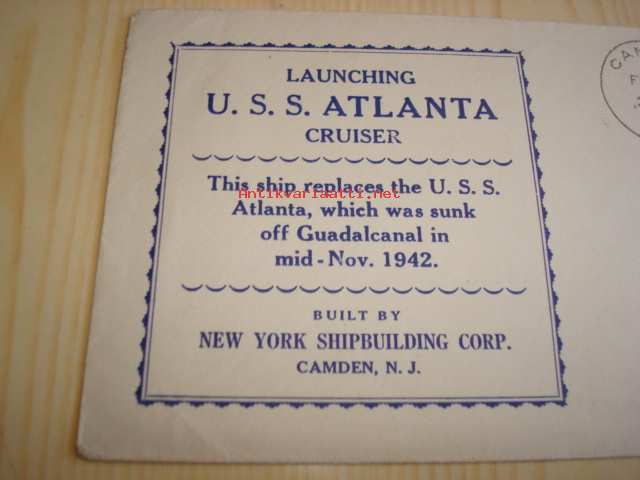 LAUNCHING
U. S. S. ATLANTA
CRUISER
This ship replaces the U. S. S.
Antikvariaatti.net
Atlanta, which was sunk
off Guadalcanal in
mid-Nov. 1942.
BUILT BY
NEW YORK SHIPBUILDING CORP.
CAMDEN, N. J.